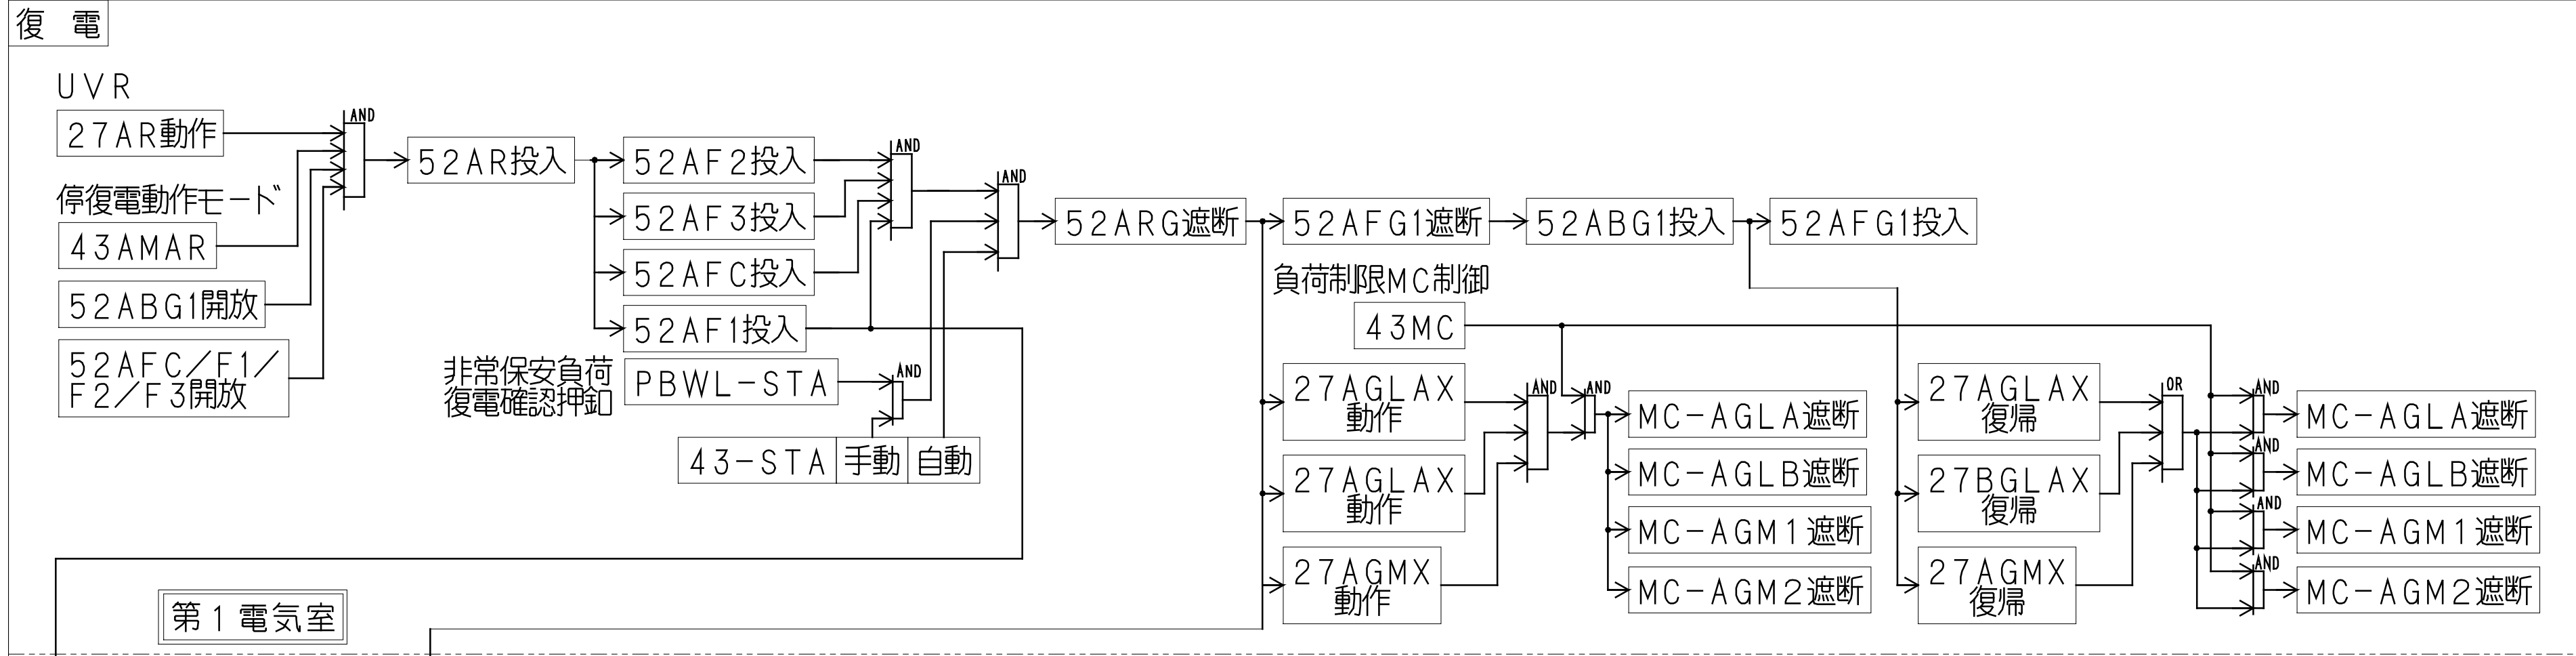 復 電
UVR
27AR動作
停復電動作モード
43AMAR
52ABG1開放
52AFC/F1/
F2/F3開放
AND
52AR投入
52AF2投入
52AF3投入
52AFC投入
52AF1投入
AND
非常保安負荷
復電確認押釦
PBWL-STA
AND
43-STA 手動 自動
AND
52ARG遮断
52AFG1遮断
52ABG1投入
52AFG1投入
負荷制限MC制御
43MC
27AGLAX
動作
27AGLAX
動作
27AGMX
動作
AND
AND
MC-AGLA遮断
MC-AGLB遮断
MC-AGM1遮断
MC-AGM2遮断
27AGLAX
復帰
27BGLAX
復帰
27AGMX
復帰
OR
AND
AND
AND
AND
MC-AGLA遮断
MC-AGLB遮断
MC-AGM1遮断
MC-AGM2遮断
第1電気室